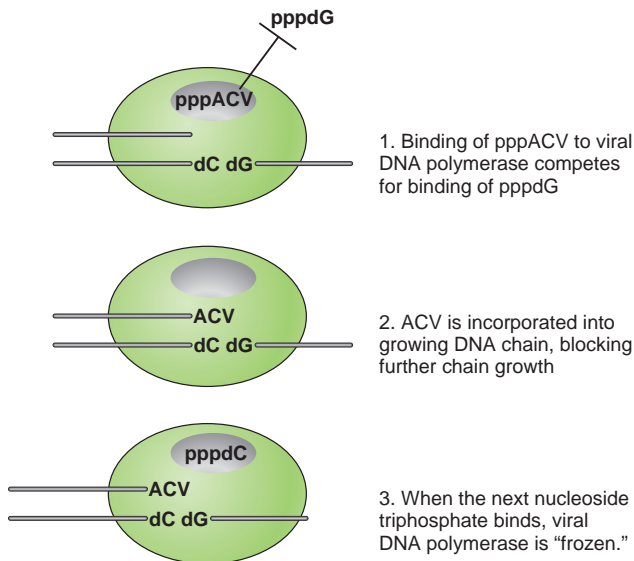 pppdG
pppACV
dC dG
1. Binding of pppACV to viral
DNA polymerase competes
for binding of pppdG
ACV
dC dG
2. ACV is incorporated into
growing DNA chain, blocking
further chain growth
pppdC
ACV
dC dG
3. When the next nucleoside
triphosphate binds, viral
DNA polymerase is “frozen.”